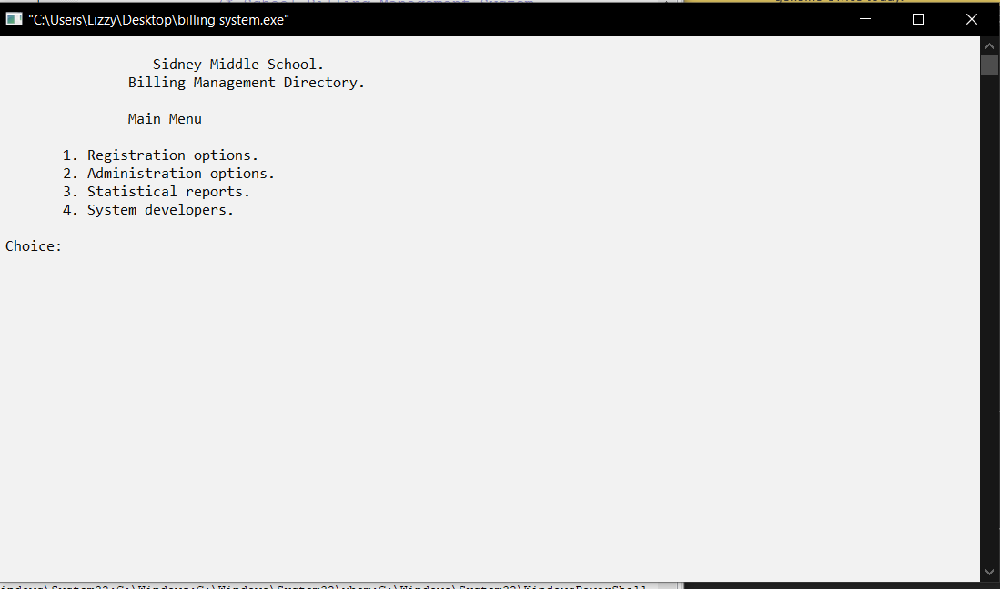 "C:\Users\Lizzy\Desktop\billing system.exe"
Sidney Middle School.
Billing Management Directory.
Main Menu
1. Registration options.
2. Administration options.
3. Statistical reports.
4. System developers.
Choice: